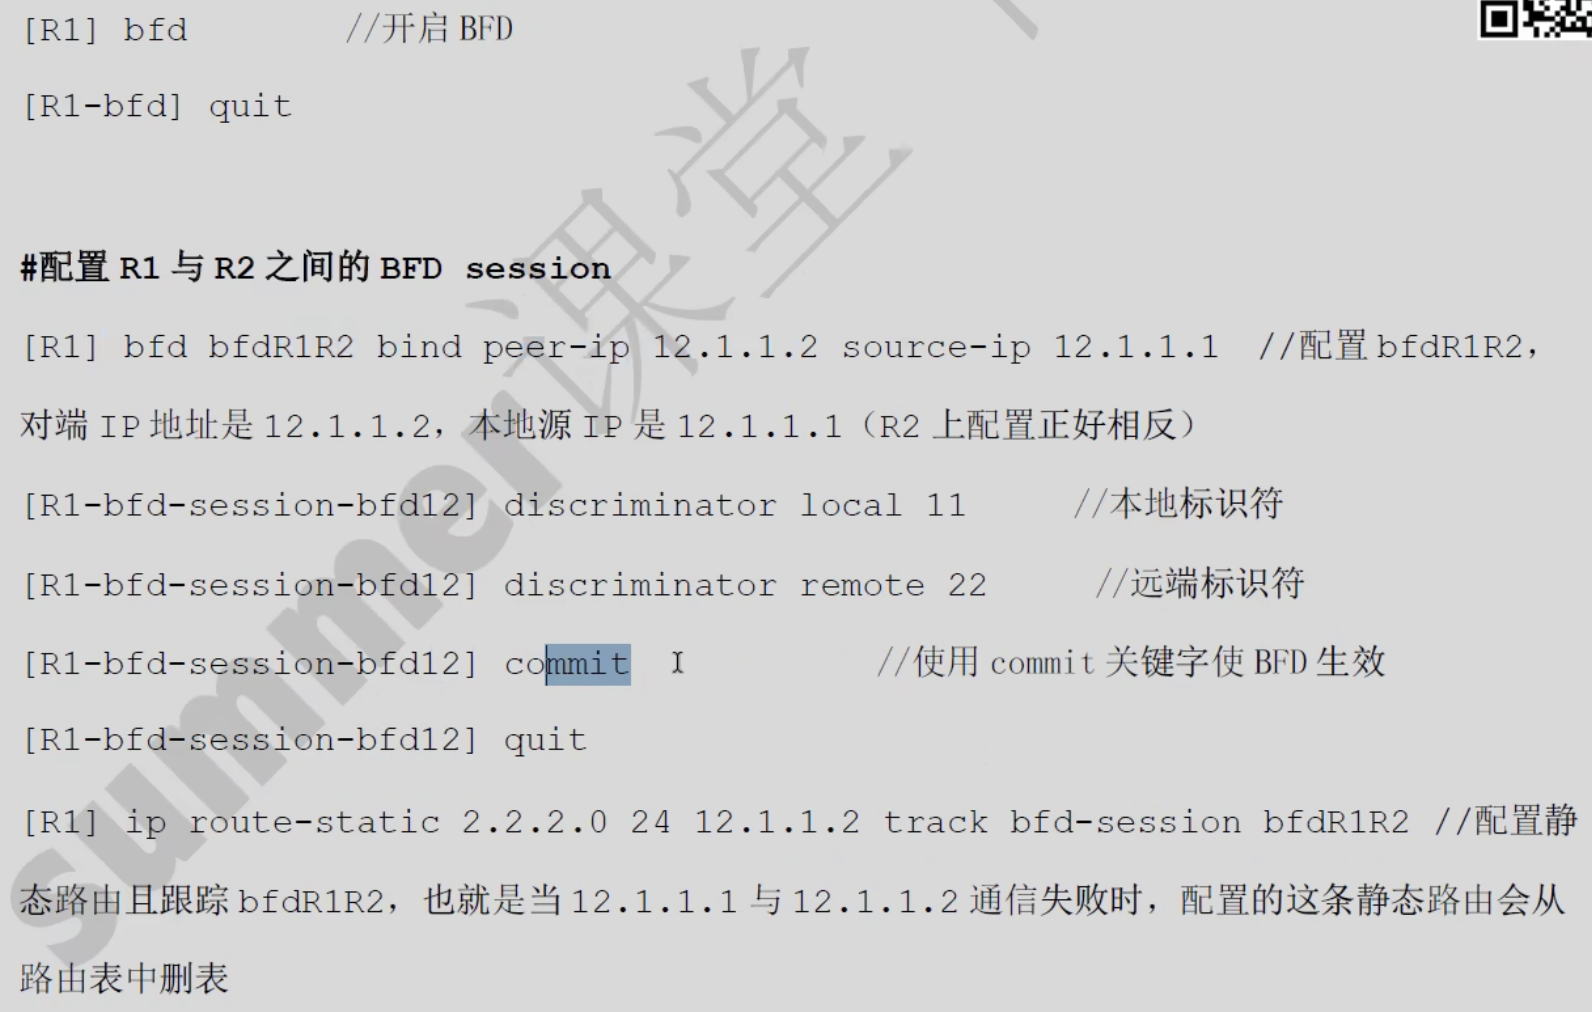 [R1] bfd //开启 BFD
[R1-bfd] quit
#配置 R1 与 R2 之间的 BFD session
[R1] bfd bfdR1R2 bind peer-ip 12.1.1.2 source-ip 12.1.1.1 //配置 bfdR1R2，
对端 IP 地址是 12.1.1.2，本地源 IP 是 12.1.1.1（R2 上配置正好相反）
[R1-bfd-session-bfd12] discriminator local 11 //本地标识符
[R1-bfd-session-bfd12] discriminator remote 22 //远端标识符
[R1-bfd-session-bfd12] commit //使用 commit 关键字使 BFD 生效
[R1-bfd-session-bfd12] quit
[R1] ip route-static 2.2.2.0 24 12.1.1.2 track bfd-session bfdR1R2 //配置静
态路由且跟踪 bfdR1R2，也就是当 12.1.1.1 与 12.1.1.2 通信失败时，配置的这条静态路由会从
路由表中删表
summer课堂